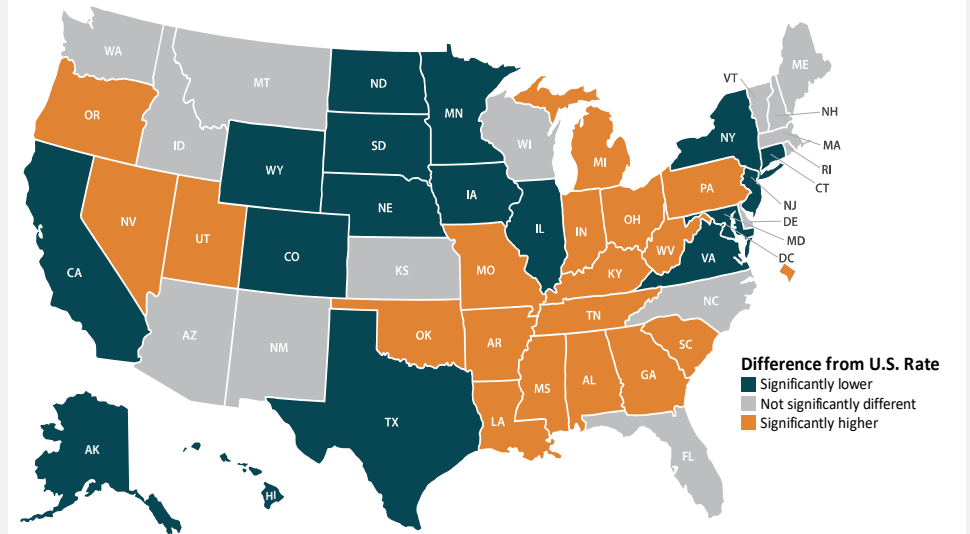 WA
MT
ND
MN
ME
VT
OR
ID
WY
SD
WI
MI
NY
NH
MA
RI
CT
NV
UT
CO
NE
IA
IL
IN
OH
PA
NJ
DE
MD
DC
CA
KS
MO
KY
WV
VA
AZ
NM
OK
AR
TN
NC
SC
TX
LA
MS
AL
GA
FL
AK
HI
Difference from U.S. Rate
Significantly lower
Not significantly different
Significantly higher